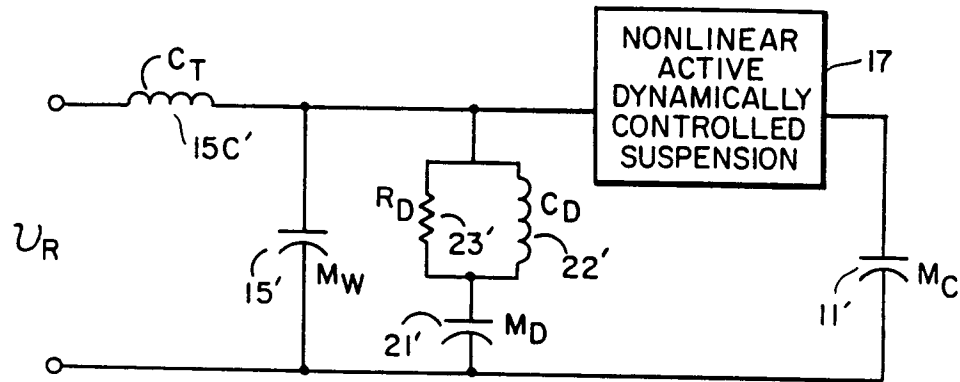 NONLINEAR
ACTIVE
DYNAMICALLY
CONTROLLED
SUSPENSION
17
C_T
15C'
R_D
23'
C_D
22'
υ_R
15'
M_W
21'
M_D
11'
M_C